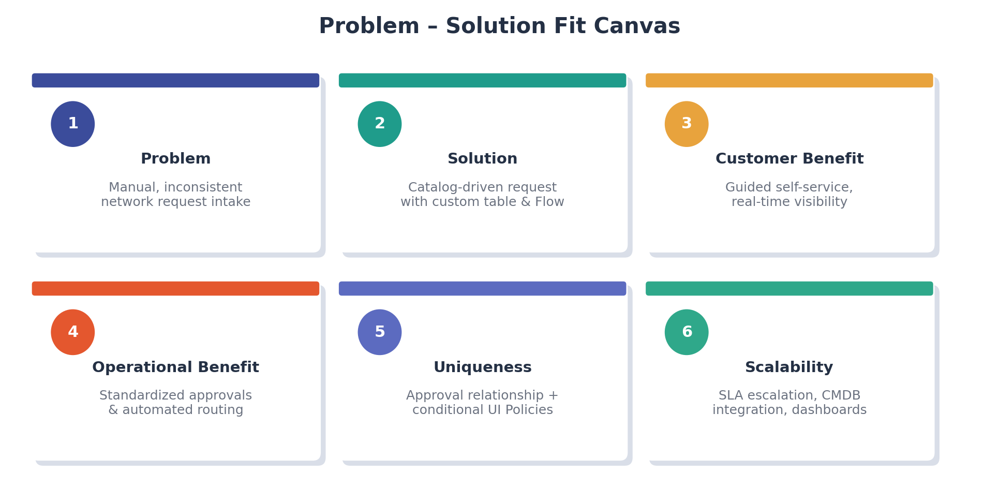 Problem – Solution Fit Canvas
1
Problem
Manual, inconsistent
network request intake
2
Solution
Catalog-driven request
with custom table & Flow
3
Customer Benefit
Guided self-service,
real-time visibility
4
Operational Benefit
Standardized approvals
& automated routing
5
Uniqueness
Approval relationship +
conditional UI Policies
6
Scalability
SLA escalation, CMDB
integration, dashboards